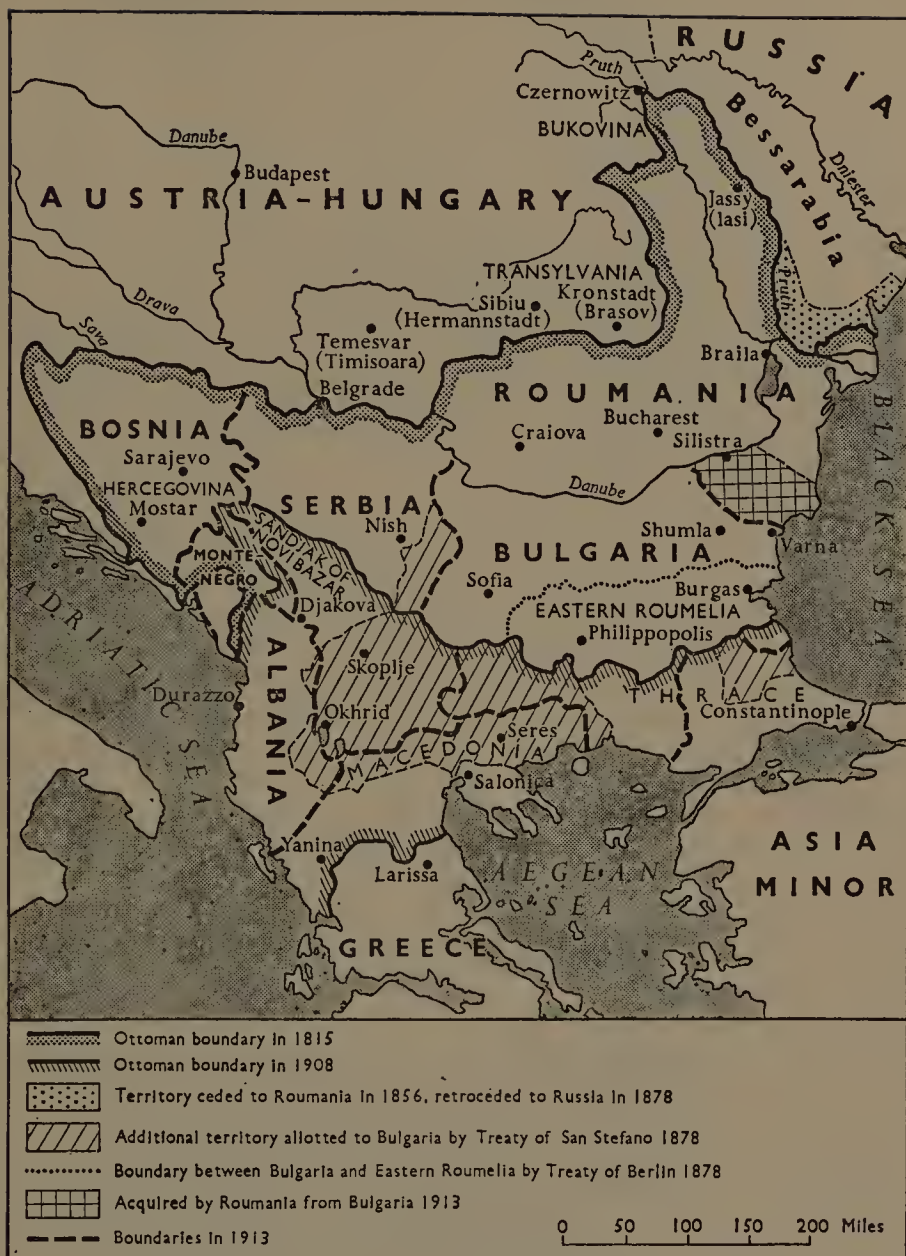 RUSSIA
Pruth
Czernowitz
BUKOVINA
Bessarabia
Dniester
Danube
Budapest
AUSTRIA-HUNGARY
Jassy
(Iasi)
TRANSYLVANIA
Sibiu
(Hermannstadt)
Kronstadt
(Brasov)
Pruth
Drava
Sava
Temesvar
(Timisoara)
Belgrade
Braila
ROUMANIA
Bucharest
Craiova
Silistra
Danube
BLACK SEA
BOSNIA
Sarajevo
HERCEGOVINA
Mostar
SERBIA
Nish
SANDJAK OF
NOVIBAZAR
MONTE-
NEGRO
Djakova
Shumla
Varna
BULGARIA
Sofia
Burgas
EASTERN ROUMELIA
Philippopolis
ADRIATIC SEA
ALBANIA
Skoplje
Durazzo
Okhrid
THRACE
Constantinople
Seres
MACEDONIA
Salonica
Yanina
Larissa
AEGEAN
SEA
ASIA
MINOR
GREECE
Ottoman boundary in 1815
Ottoman boundary in 1908
Territory ceded to Roumania in 1856, retroceded to Russia in 1878
Additional territory allotted to Bulgaria by Treaty of San Stefano 1878
Boundary between Bulgaria and Eastern Roumelia by Treaty of Berlin 1878
Acquired by Roumania from Bulgaria 1913
Boundaries in 1913
0 50 100 150 200 Miles